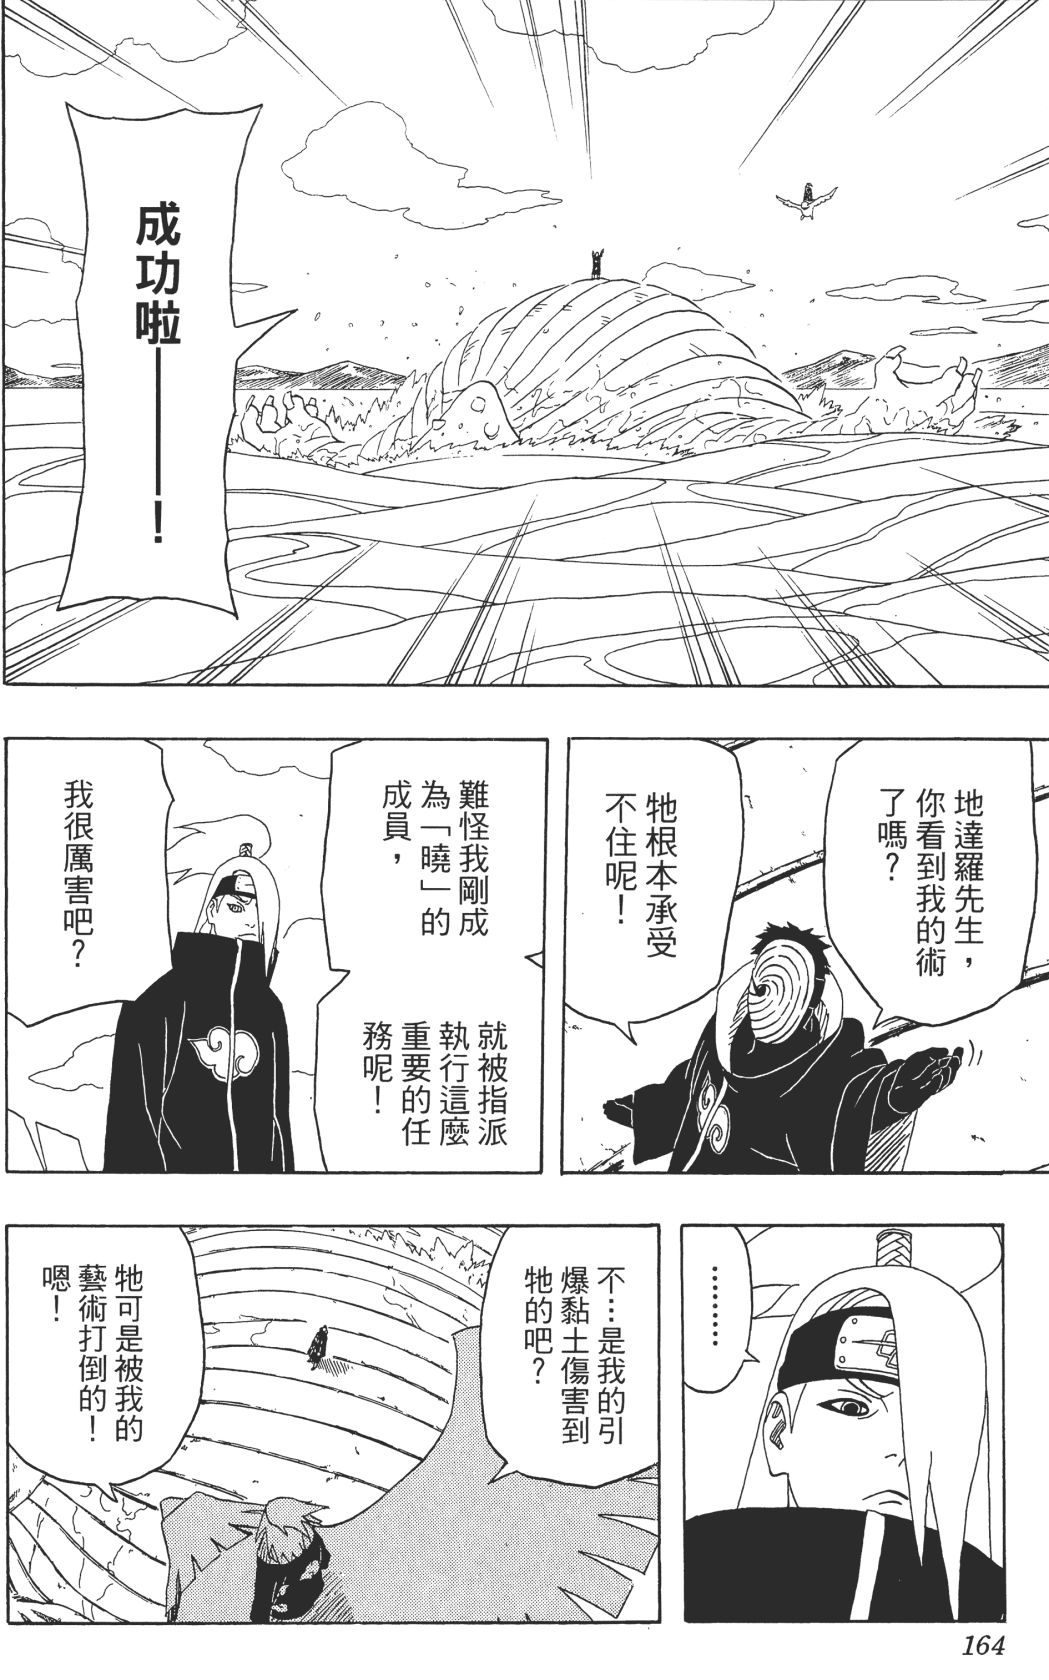 成功啦——！
地達羅先生，
你看到我的術
了嗎？
牠根本承受
不住呢！
難怪我剛成
為「曉」的
成員，
就被指派
執行這麼
重要的任
務呢！
我很厲害吧？
………
不…是我的引
爆黏土傷害到
牠的吧？
牠可是被我的
藝術打倒的！
嗯！
164